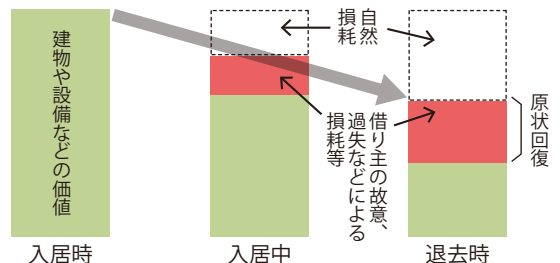 建物や設備などの価値
自然
損耗
借り主の故意、
過失などによる
損耗等
原状回復
入居時
入居中
退去時